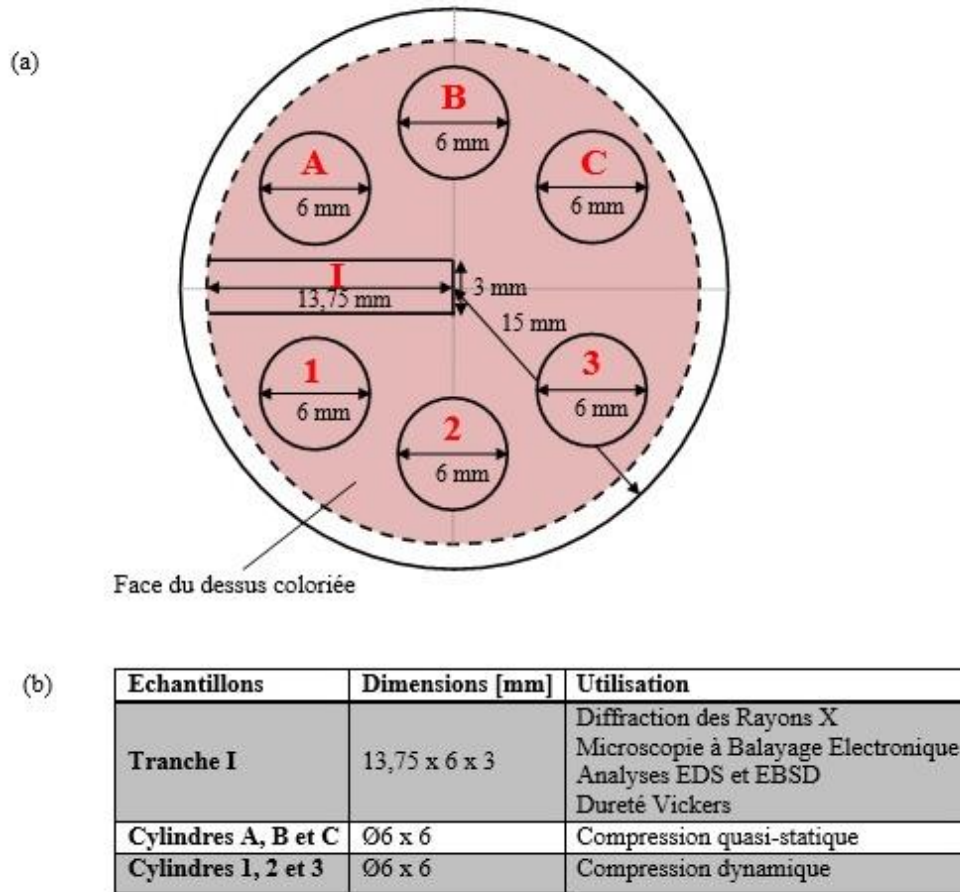 (a)
B
6 mm
A
6 mm
C
6 mm
I
13,75 mm
3 mm
15 mm
1
6 mm
2
6 mm
3
6 mm
Face du dessus coloriée
(b)
Echantillons Dimensions [mm] Utilisation
Tranche I 13,75 x 6 x 3 Diffraction des Rayons X
Microscopie à Balayage Electronique
Analyses EDS et EBSD
Dureté Vickers
Cylindres A, B et C Ø6 x 6 Compression quasi-statique
Cylindres 1, 2 et 3 Ø6 x 6 Compression dynamique